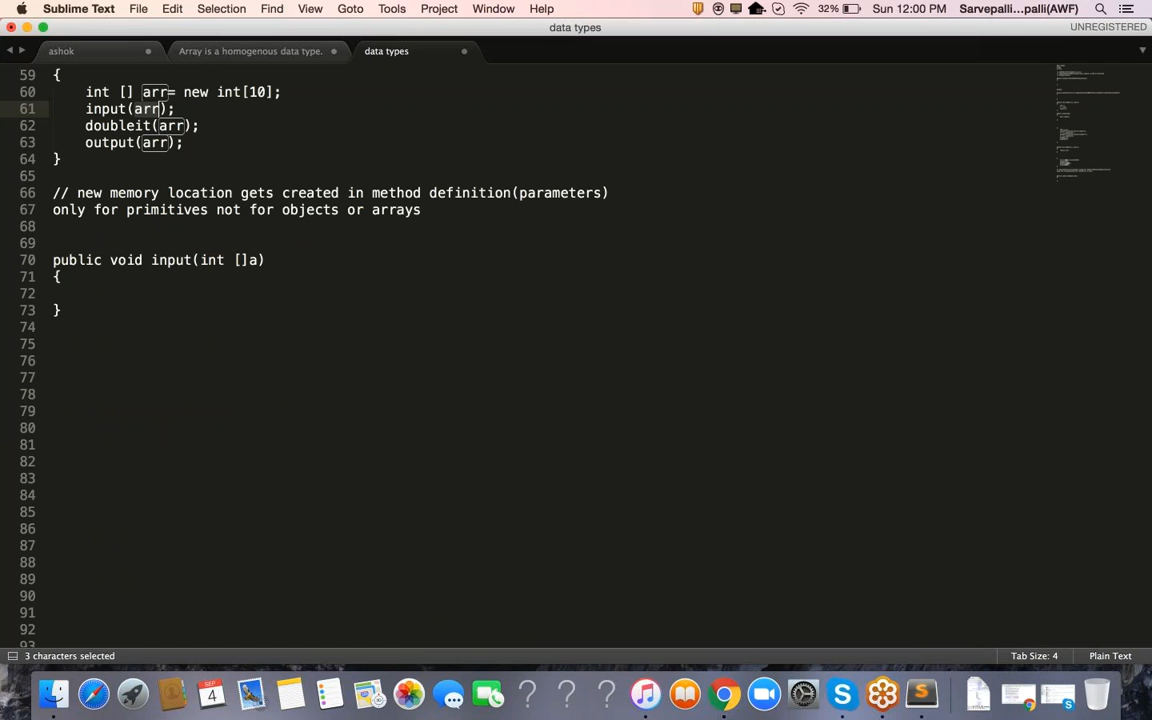 Sublime Text File Edit Selection Find View Goto Tools Project Window Help 32% Sun 12:00 PM Sarvepalli...palli(AWF)
data types UNREGISTERED
ashok Array is a homogenous data type. data types
59 {
60 int [] arr= new int[10];
61 input(arr);
62 doubleit(arr);
63 output(arr);
64 }
65
66 // new memory location gets created in method definition(parameters)
67 only for primitives not for objects or arrays
68
69
70 public void input(int []a)
71 {
72
73 }
74
75
76
77
78
79
80
81
82
83
84
85
86
87
88
89
90
91
92
93
3 characters selected Tab Size: 4 Plain Text
SEP
4